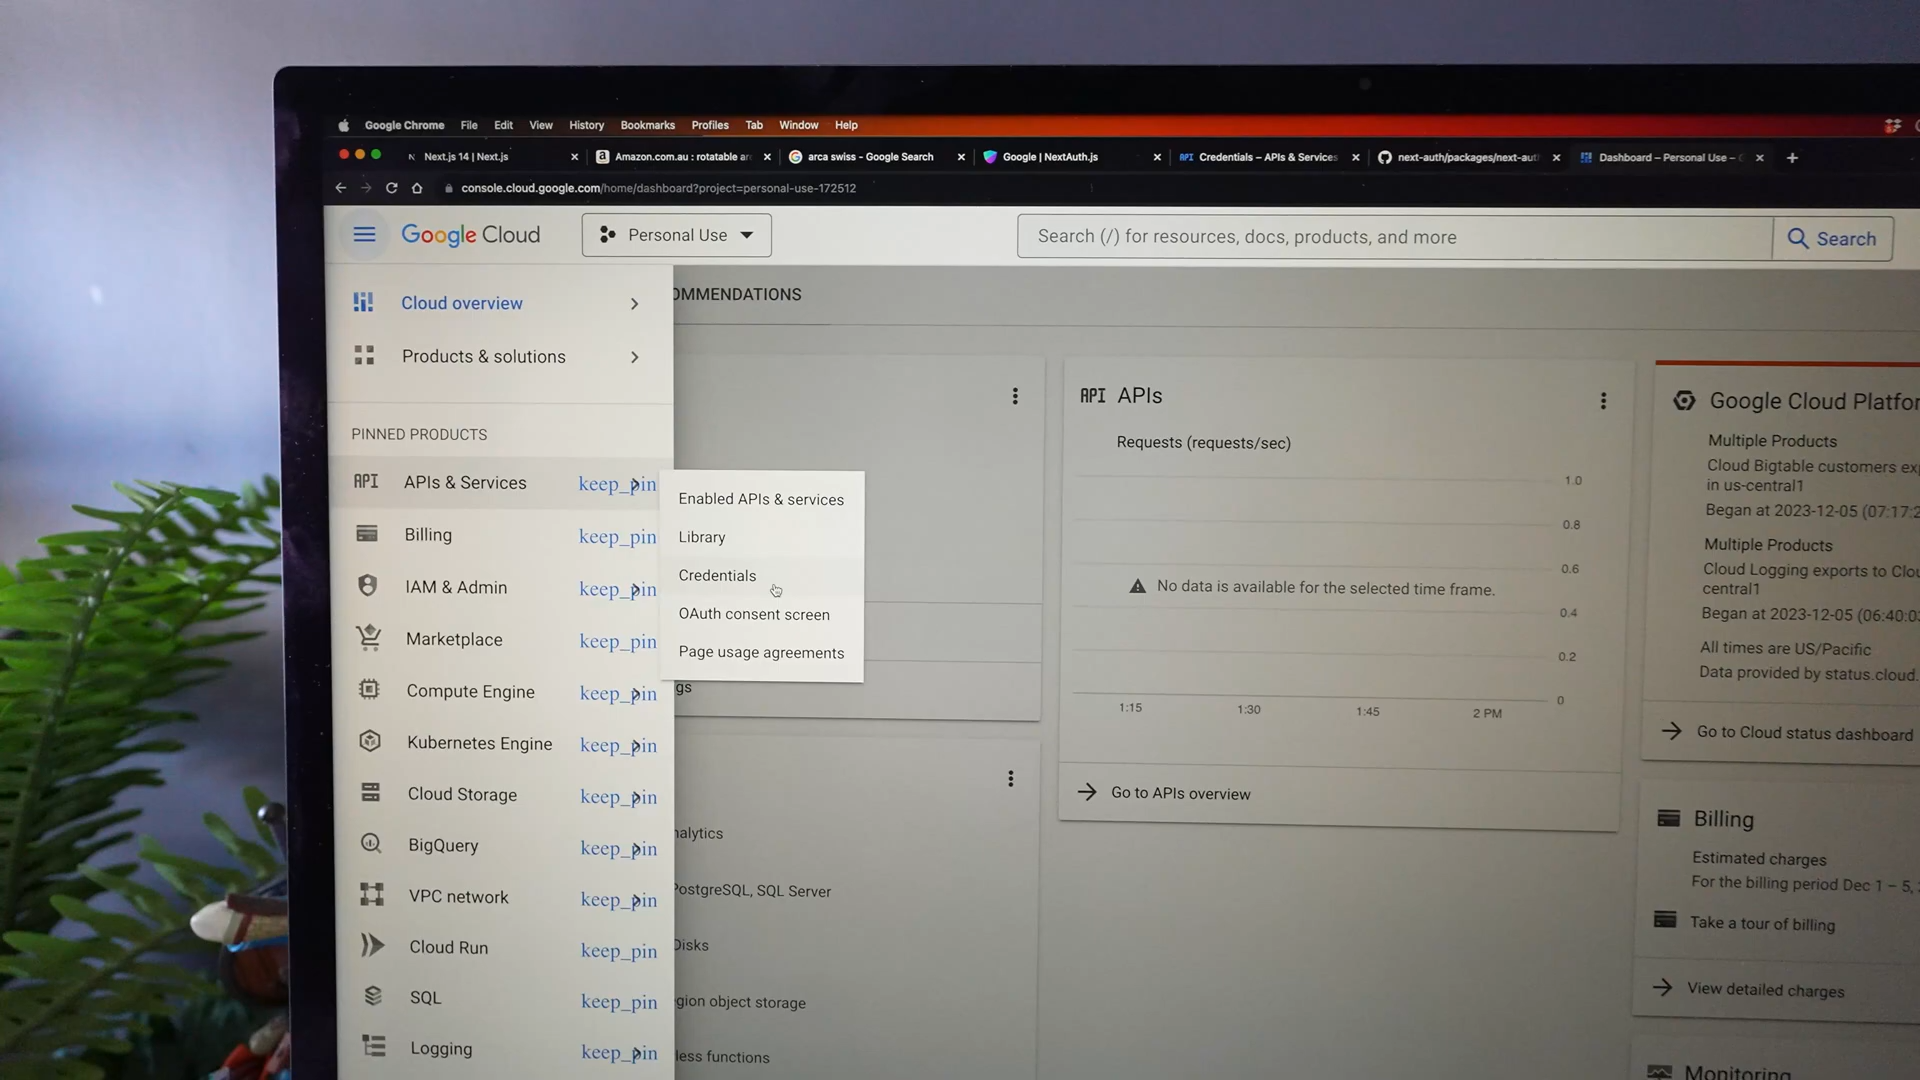 Google Chrome File Edit View History Bookmarks Profiles Tab Window Help
Next.js 14 | Next.js
Amazon.com.au : rotatable ar
arca swiss - Google Search
Google | NextAuth.js
API Credentials – APIs & Services
next-auth/packages/next-aut
Dashboard – Personal Use –
console.cloud.google.com/home/dashboard?project=personal-use-172512
Google Cloud
Personal Use
Search (/) for resources, docs, products, and more
Search
Cloud overview
Products & solutions
PINNED PRODUCTS
API APIs & Services keep_pin
Billing keep_pin
IAM & Admin keep_pin
Marketplace keep_pin
Compute Engine keep_pin
Kubernetes Engine keep_pin
Cloud Storage keep_pin
BigQuery keep_pin
VPC network keep_pin
Cloud Run keep_pin
SQL keep_pin
Logging keep_pin
Enabled APIs & services
Library
Credentials
OAuth consent screen
Page usage agreements
OMMENDATIONS
gs
nalytics
PostgreSQL, SQL Server
Disks
gion object storage
less functions
API APIs
Requests (requests/sec)
1.0
0.8
0.6
No data is available for the selected time frame.
0.4
0.2
0
1:15 1:30 1:45 2 PM
Go to APIs overview
Google Cloud Platfor
Multiple Products
Cloud Bigtable customers ex
in us-central1
Began at 2023-12-05 (07:17:2
Multiple Products
Cloud Logging exports to Clou
central1
Began at 2023-12-05 (06:40:03
All times are US/Pacific
Data provided by status.cloud.
Go to Cloud status dashboard
Billing
Estimated charges
For the billing period Dec 1 – 5,
Take a tour of billing
View detailed charges
Monitoring